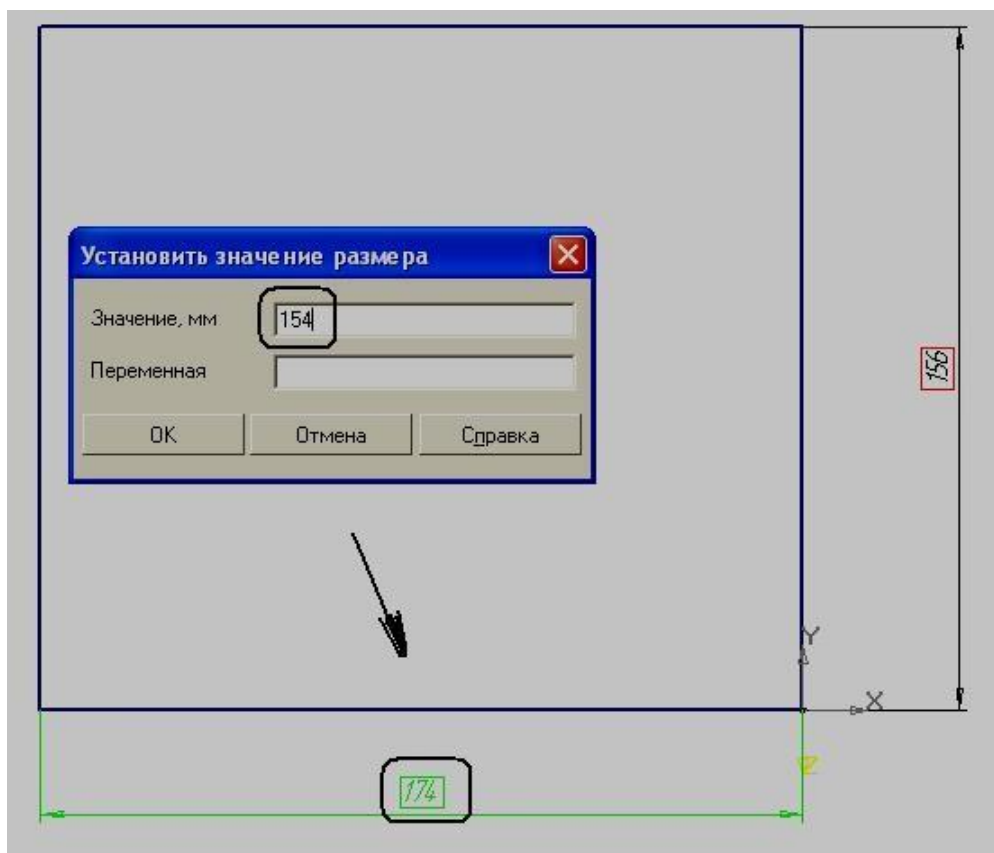 Установить значение размера
Значение, мм 154
Переменная
ОК Отмена Справка
156
Y
X
Z
174